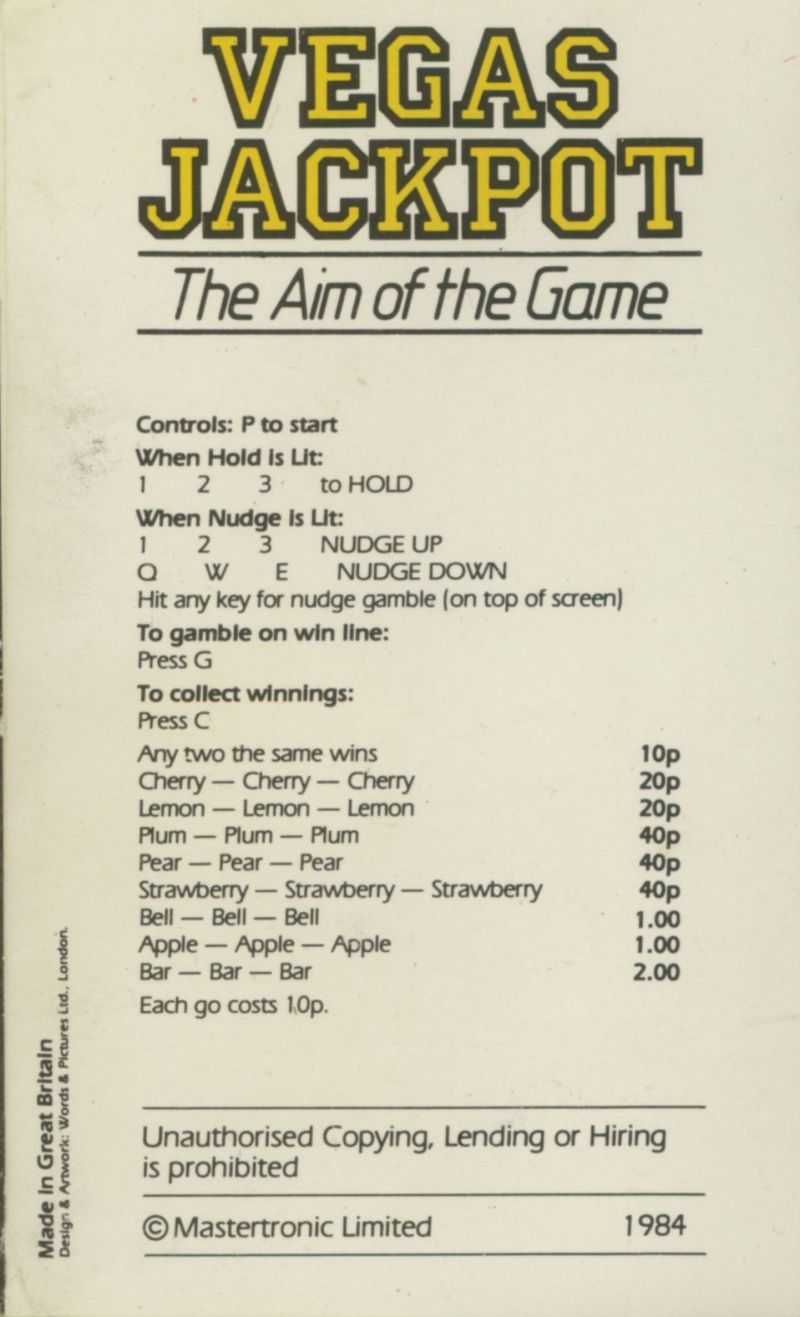 VEGAS
JACKPOT
The Aim of the Game
Controls: P to start
When Hold is Lit:
1 2 3 to HOLD
When Nudge is Lit:
1 2 3 NUDGE UP
Q W E NUDGE DOWN
Hit any key for nudge gamble (on top of screen)
To gamble on win line:
Press G
To collect winnings:
Press C
Any two the same wins 10p
Cherry — Cherry — Cherry 20p
Lemon — Lemon — Lemon 20p
Plum — Plum — Plum 40p
Pear — Pear — Pear 40p
Strawberry — Strawberry — Strawberry 40p
Bell — Bell — Bell 1.00
Apple — Apple — Apple 1.00
Bar — Bar — Bar 2.00
Each go costs 10p.
Unauthorised Copying, Lending or Hiring
is prohibited
© Mastertronic Limited 1984
Made in Great Britain
Design & Artwork: Words & Pictures Ltd., London.